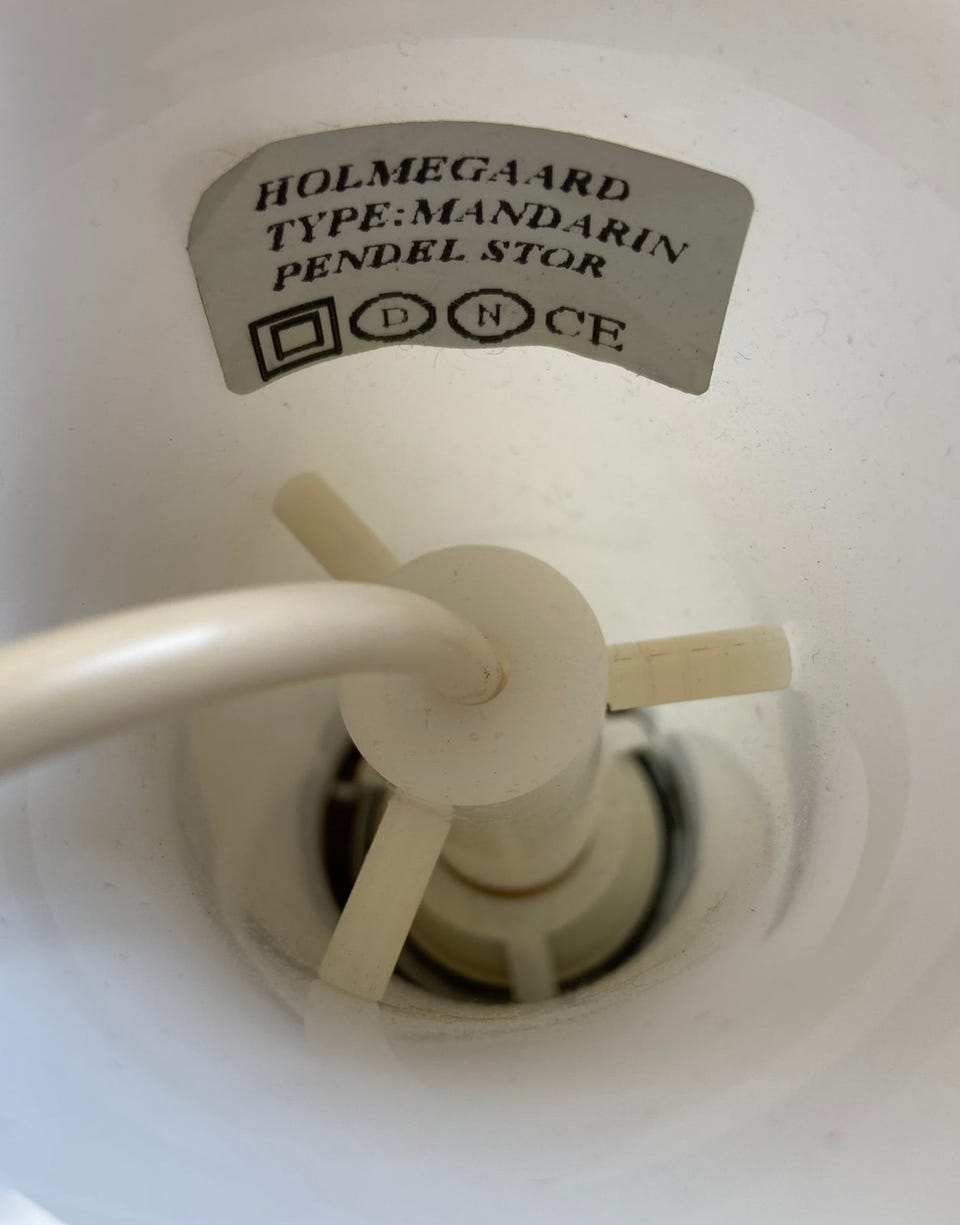 HOLMEGAARD
TYPE:MANDARIN
PENDEL STOR
D N CE